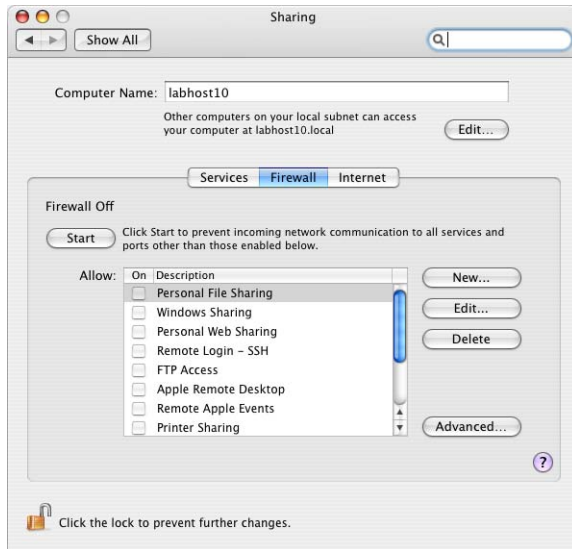 Sharing
Show All
Computer Name: labhost10
Other computers on your local subnet can access
your computer at labhost10.local
Edit...
Services Firewall Internet
Firewall Off
Start
Click Start to prevent incoming network communication to all services and
ports other than those enabled below.
Allow: On Description
Personal File Sharing
Windows Sharing
Personal Web Sharing
Remote Login – SSH
FTP Access
Apple Remote Desktop
Remote Apple Events
Printer Sharing
New...
Edit...
Delete
Advanced...
?
Click the lock to prevent further changes.